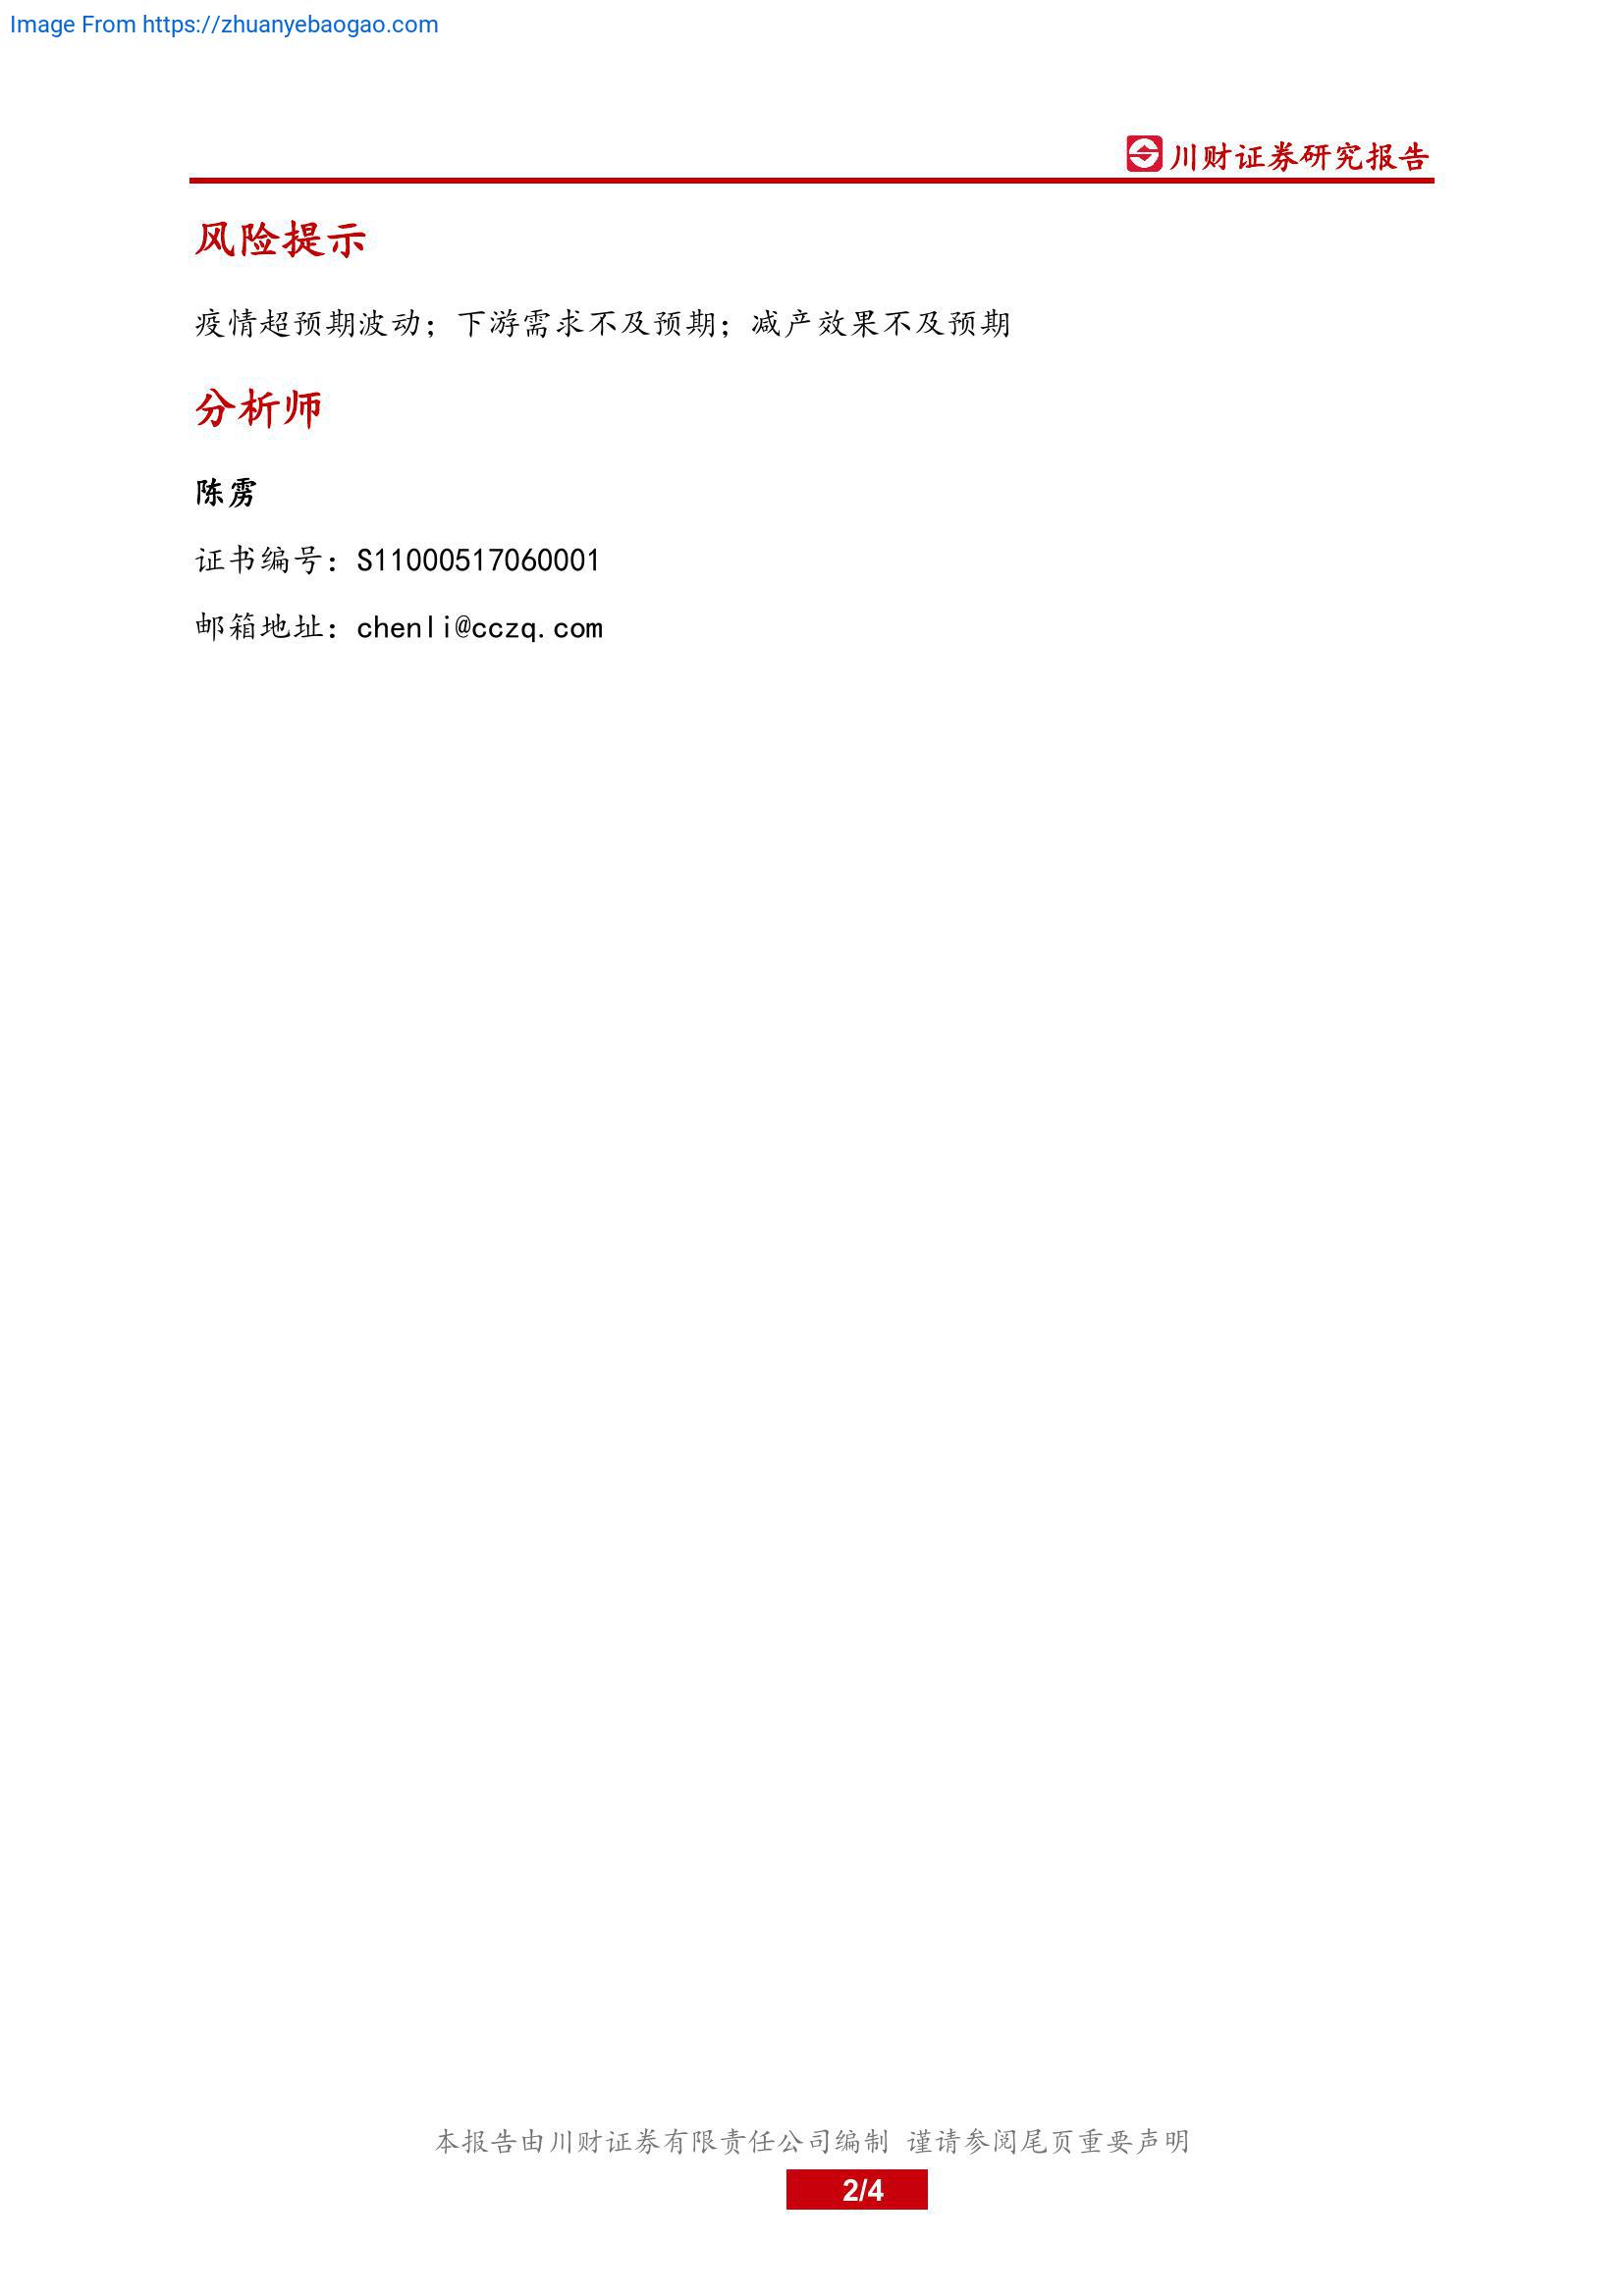 Image From https://zhuanyebaogao.com
川财证券研究报告
风险提示
疫情超预期波动；下游需求不及预期；减产效果不及预期
分析师
陈雳
证书编号：S11000517060001
邮箱地址：chenli@cczq.com
本报告由川财证券有限责任公司编制 谨请参阅尾页重要声明
2/4